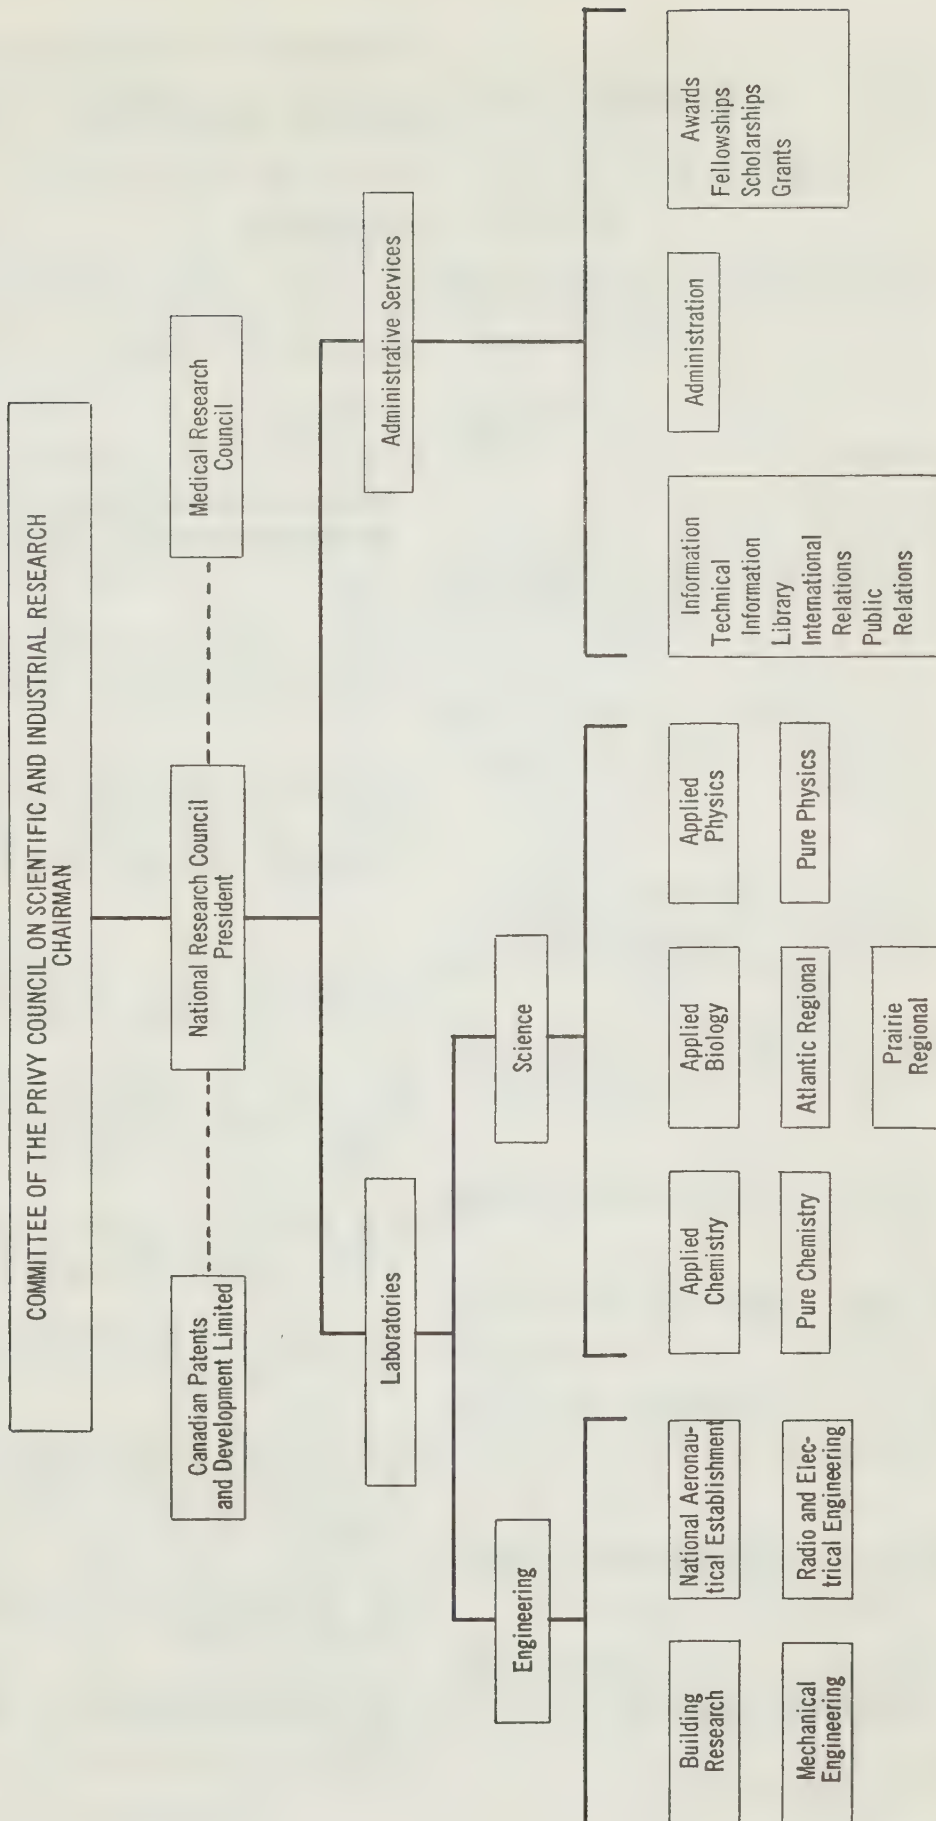 COMMITTEE OF THE PRIVY COUNCIL ON SCIENTIFIC AND INDUSTRIAL RESEARCH
CHAIRMAN
Canadian Patents
and Development Limited
National Research Council
President
Medical Research
Council
Laboratories
Administrative Services
Engineering
Science
Building
Research
National Aeronau-
tical Establishment
Mechanical
Engineering
Radio and Elec-
trical Engineering
Applied
Chemistry
Applied
Biology
Applied
Physics
Pure Chemistry
Atlantic Regional
Pure Physics
Prairie
Regional
Information
Technical
Information
Library
International
Relations
Public
Relations
Administration
Awards
Fellowships
Scholarships
Grants